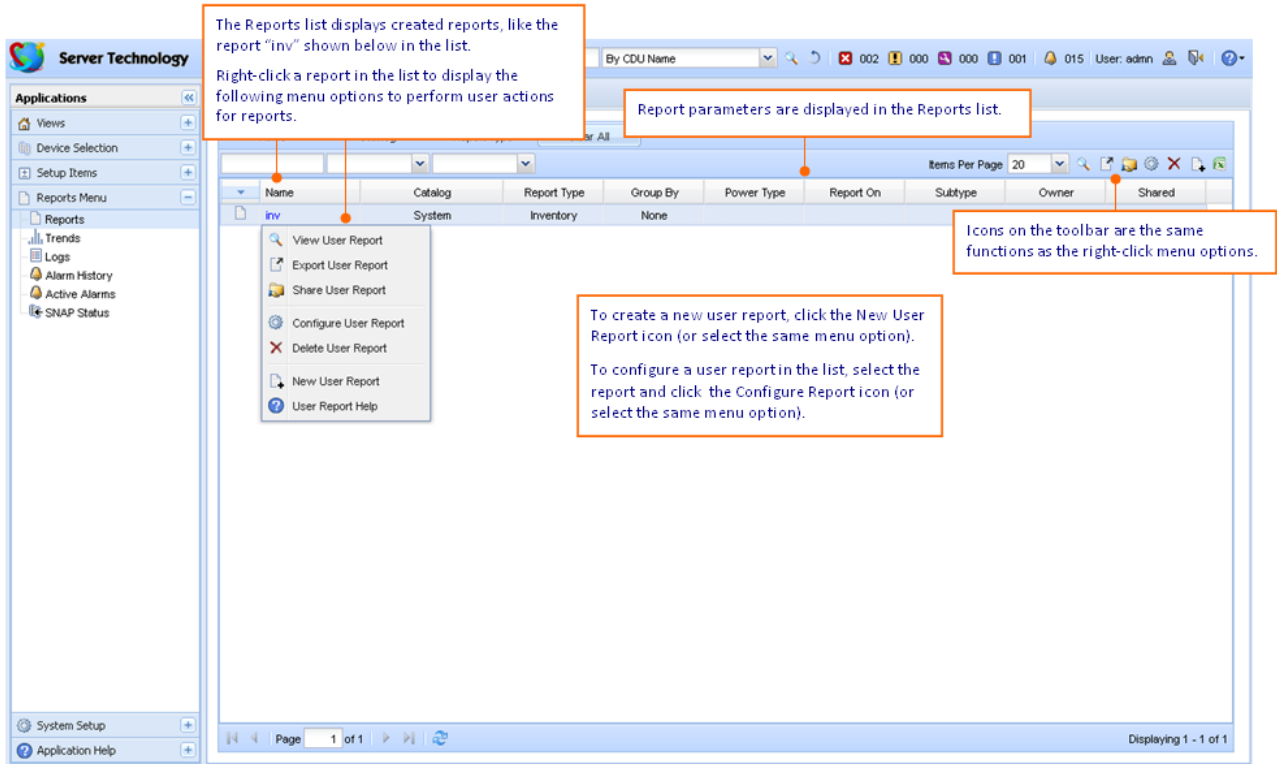 The Reports list displays created reports, like the
report “inv” shown below in the list.
Right-click a report in the list to display the
following menu options to perform user actions
for reports.
Server Technology
By CDU Name
002
000
000
001
015
User: admn
Applications
Views
Device Selection
Setup Items
Reports Menu
Reports
Trends
Logs
Alarm History
Active Alarms
SNAP Status
System Setup
Application Help
Report parameters are displayed in the Reports list.
All
Items Per Page 20
Name Catalog Report Type Group By Power Type Report On Subtype Owner Shared
inv System Inventory None
View User Report
Export User Report
Share User Report
Configure User Report
Delete User Report
New User Report
User Report Help
Icons on the toolbar are the same
functions as the right-click menu options.
To create a new user report, click the New User
Report icon (or select the same menu option).
To configure a user report in the list, select the
report and click the Configure Report icon (or
select the same menu option).
Page 1 of 1
Displaying 1 - 1 of 1